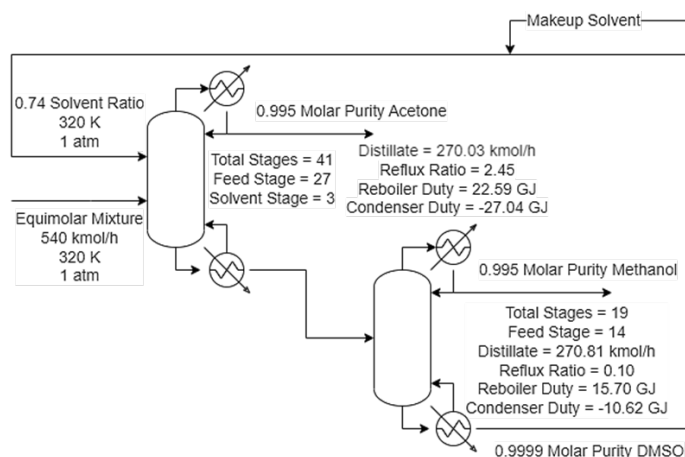 Makeup Solvent
0.74 Solvent Ratio
320 K
1 atm
0.995 Molar Purity Acetone
Total Stages = 41
Feed Stage = 27
Solvent Stage = 3
Distillate = 270.03 kmol/h
Reflux Ratio = 2.45
Reboiler Duty = 22.59 GJ
Condenser Duty = -27.04 GJ
Equimolar Mixture
540 kmol/h
320 K
1 atm
0.995 Molar Purity Methanol
Total Stages = 19
Feed Stage = 14
Distillate = 270.81 kmol/h
Reflux Ratio = 0.10
Reboiler Duty = 15.70 GJ
Condenser Duty = -10.62 GJ
0.9999 Molar Purity DMSO